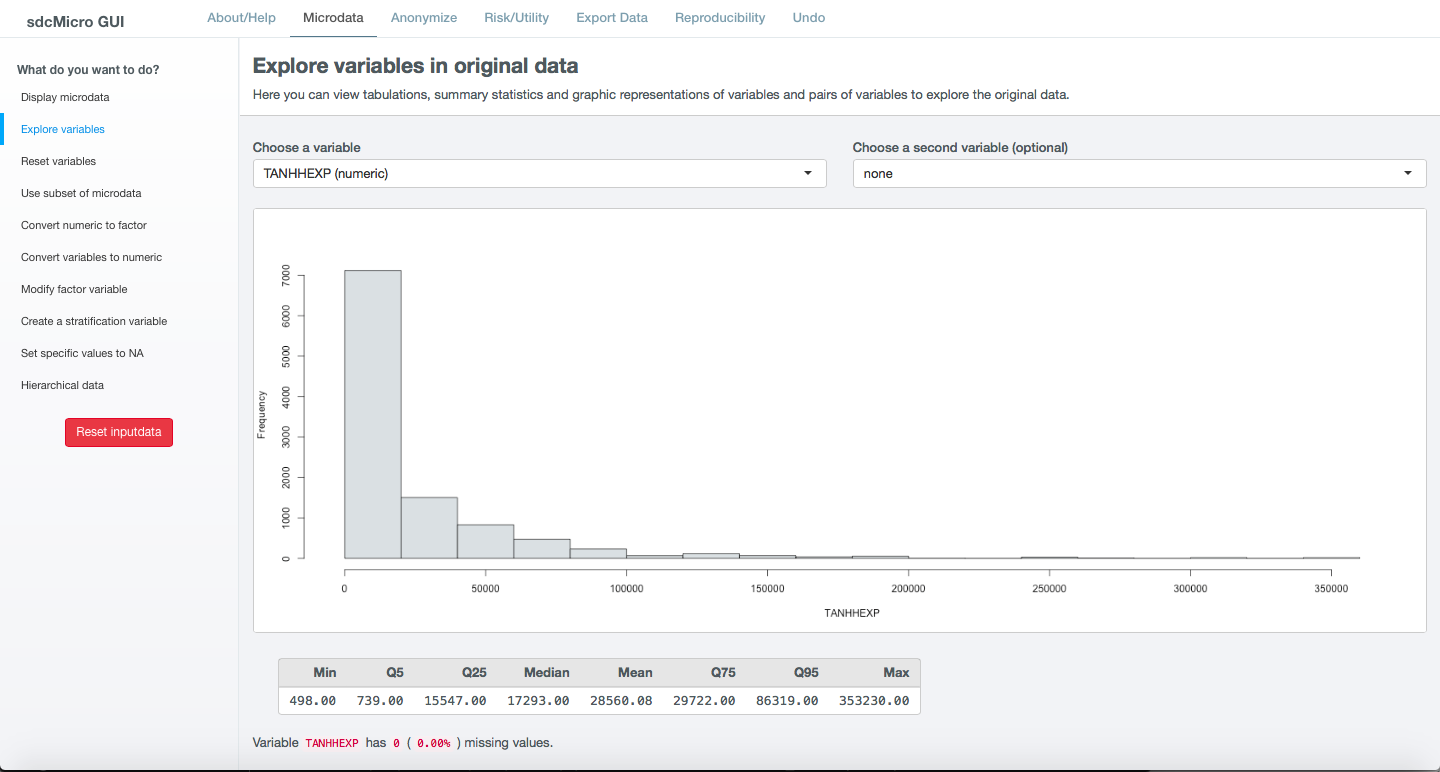 sdcMicro GUI
About/Help Microdata Anonymize Risk/Utility Export Data Reproducibility Undo
What do you want to do?
Display microdata
Explore variables
Reset variables
Use subset of microdata
Convert numeric to factor
Convert variables to numeric
Modify factor variable
Create a stratification variable
Set specific values to NA
Hierarchical data
Reset inputdata
Explore variables in original data
Here you can view tabulations, summary statistics and graphic representations of variables and pairs of variables to explore the original data.
Choose a variable
TANHHEXP (numeric)
Choose a second variable (optional)
none
Frequency
7000
6000
5000
4000
3000
2000
1000
0
0 50000 100000 150000 200000 250000 300000 350000
TANHHEXP
Min Q5 Q25 Median Mean Q75 Q95 Max
498.00 739.00 15547.00 17293.00 28560.08 29722.00 86319.00 353230.00
Variable TANHHEXP has 0 ( 0.00% ) missing values.